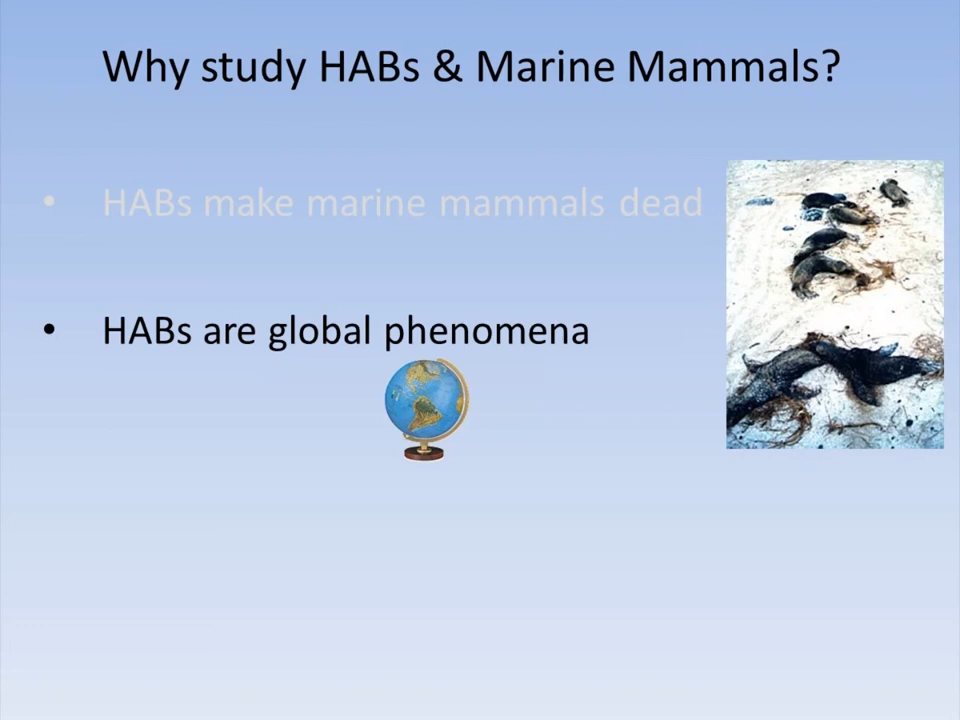 Why study HABs & Marine Mammals?
• HABs make marine mammals dead
• HABs are global phenomena